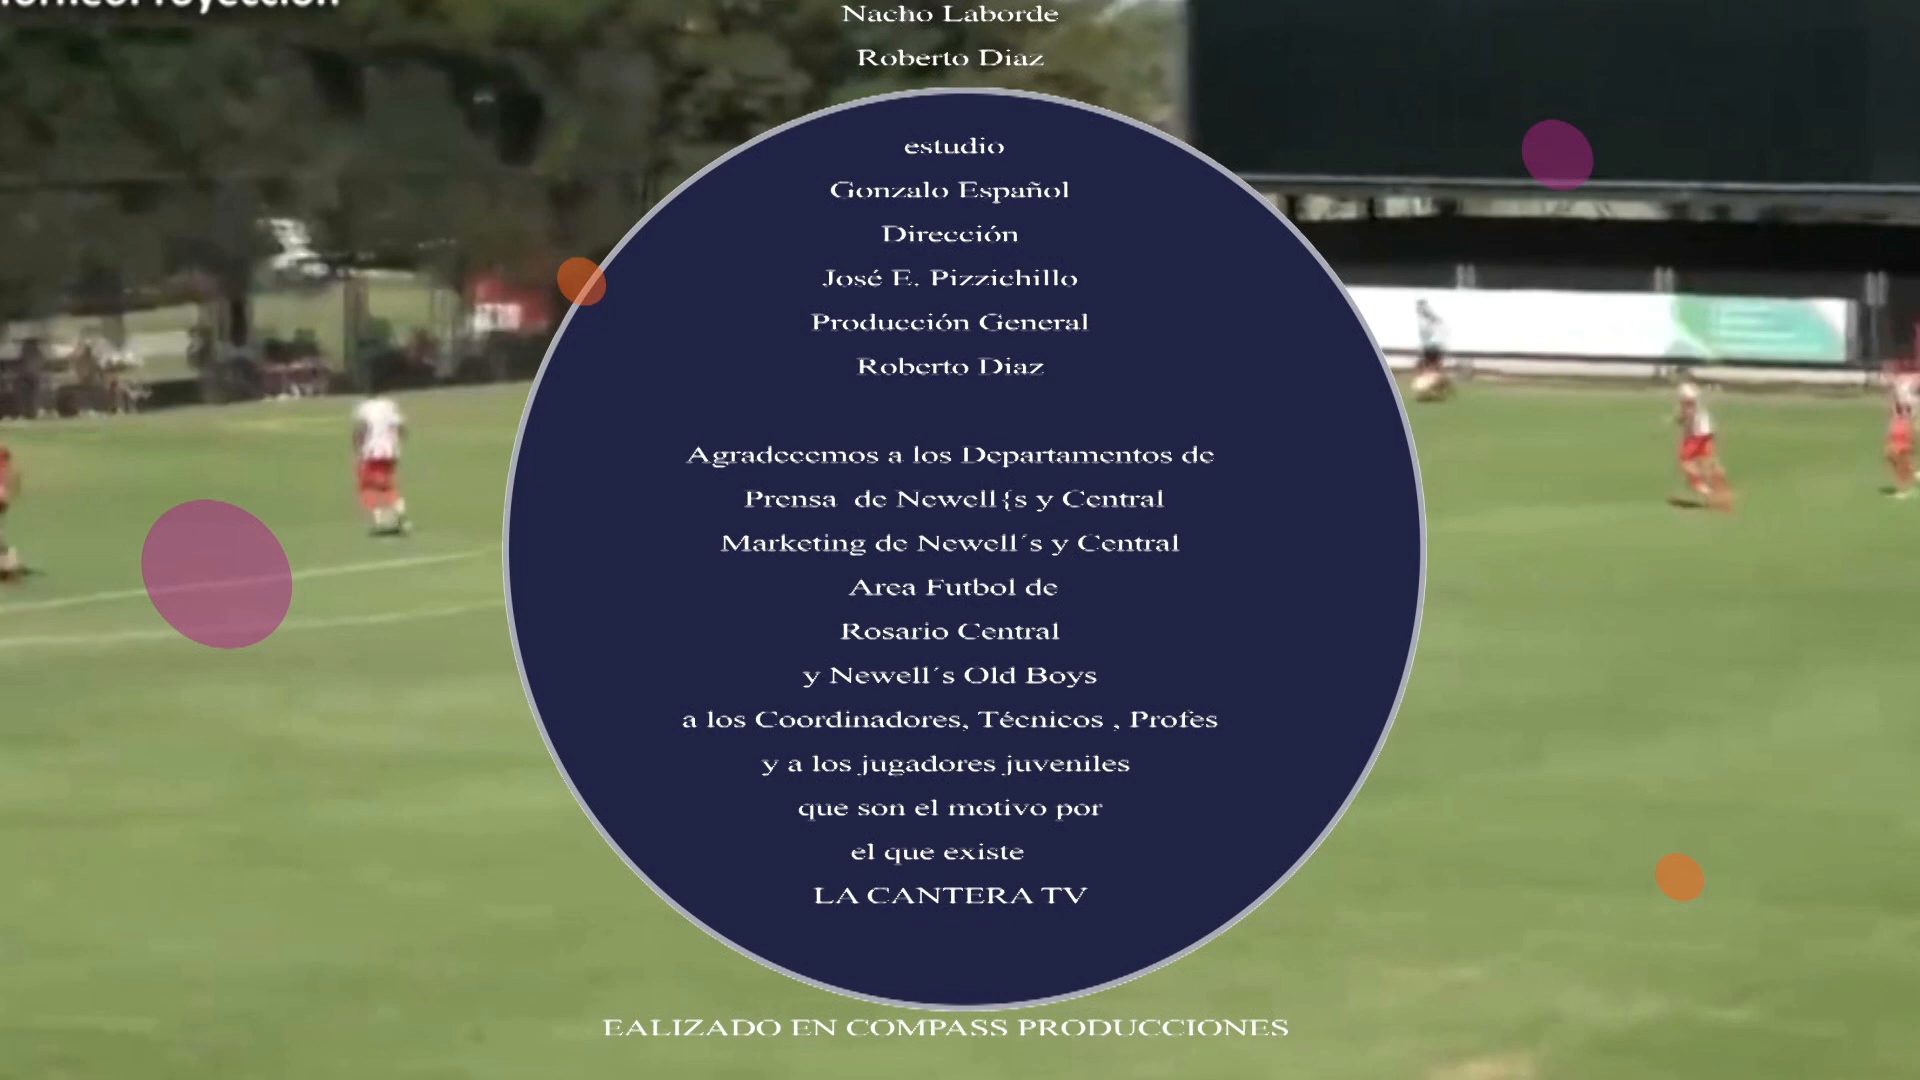 Nacho Laborde
Roberto Diaz
estudio
Gonzalo Español
Dirección
José E. Pizzichillo
Producción General
Roberto Diaz
Agradecemos a los Departamentos de
Prensa de Newell{s y Central
Marketing de Newell´s y Central
Area Futbol de
Rosario Central
y Newell´s Old Boys
a los Coordinadores, Técnicos , Profes
y a los jugadores juveniles
que son el motivo por
el que existe
LA CANTERA TV
EALIZADO EN COMPASS PRODUCCIONES